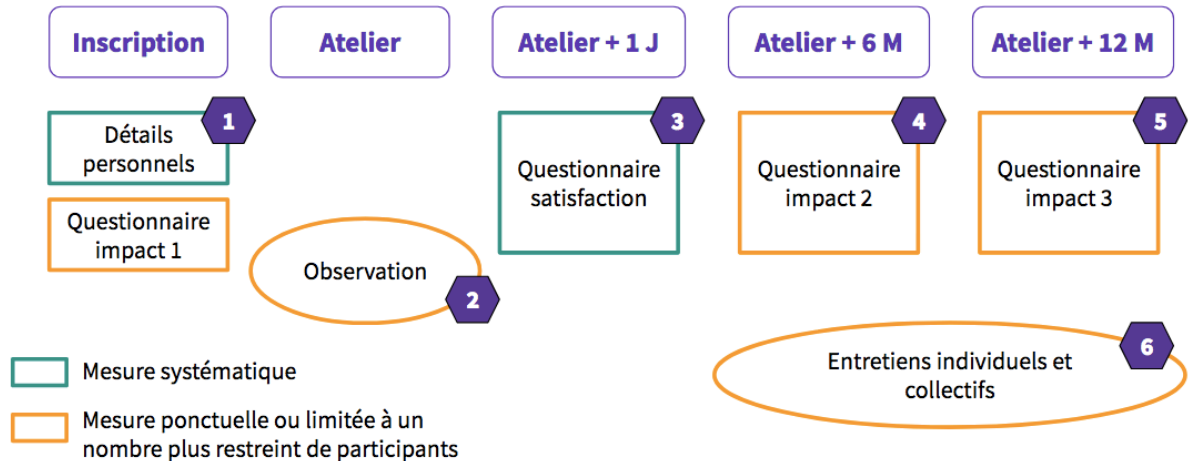 Inscription
Atelier
Atelier + 1 J
Atelier + 6 M
Atelier + 12 M
1
Détails
personnels
Questionnaire
impact 1
Observation
2
3
Questionnaire
satisfaction
4
Questionnaire
impact 2
5
Questionnaire
impact 3
6
Entretiens individuels et
collectifs
Mesure systématique
Mesure ponctuelle ou limitée à un
nombre plus restreint de participants